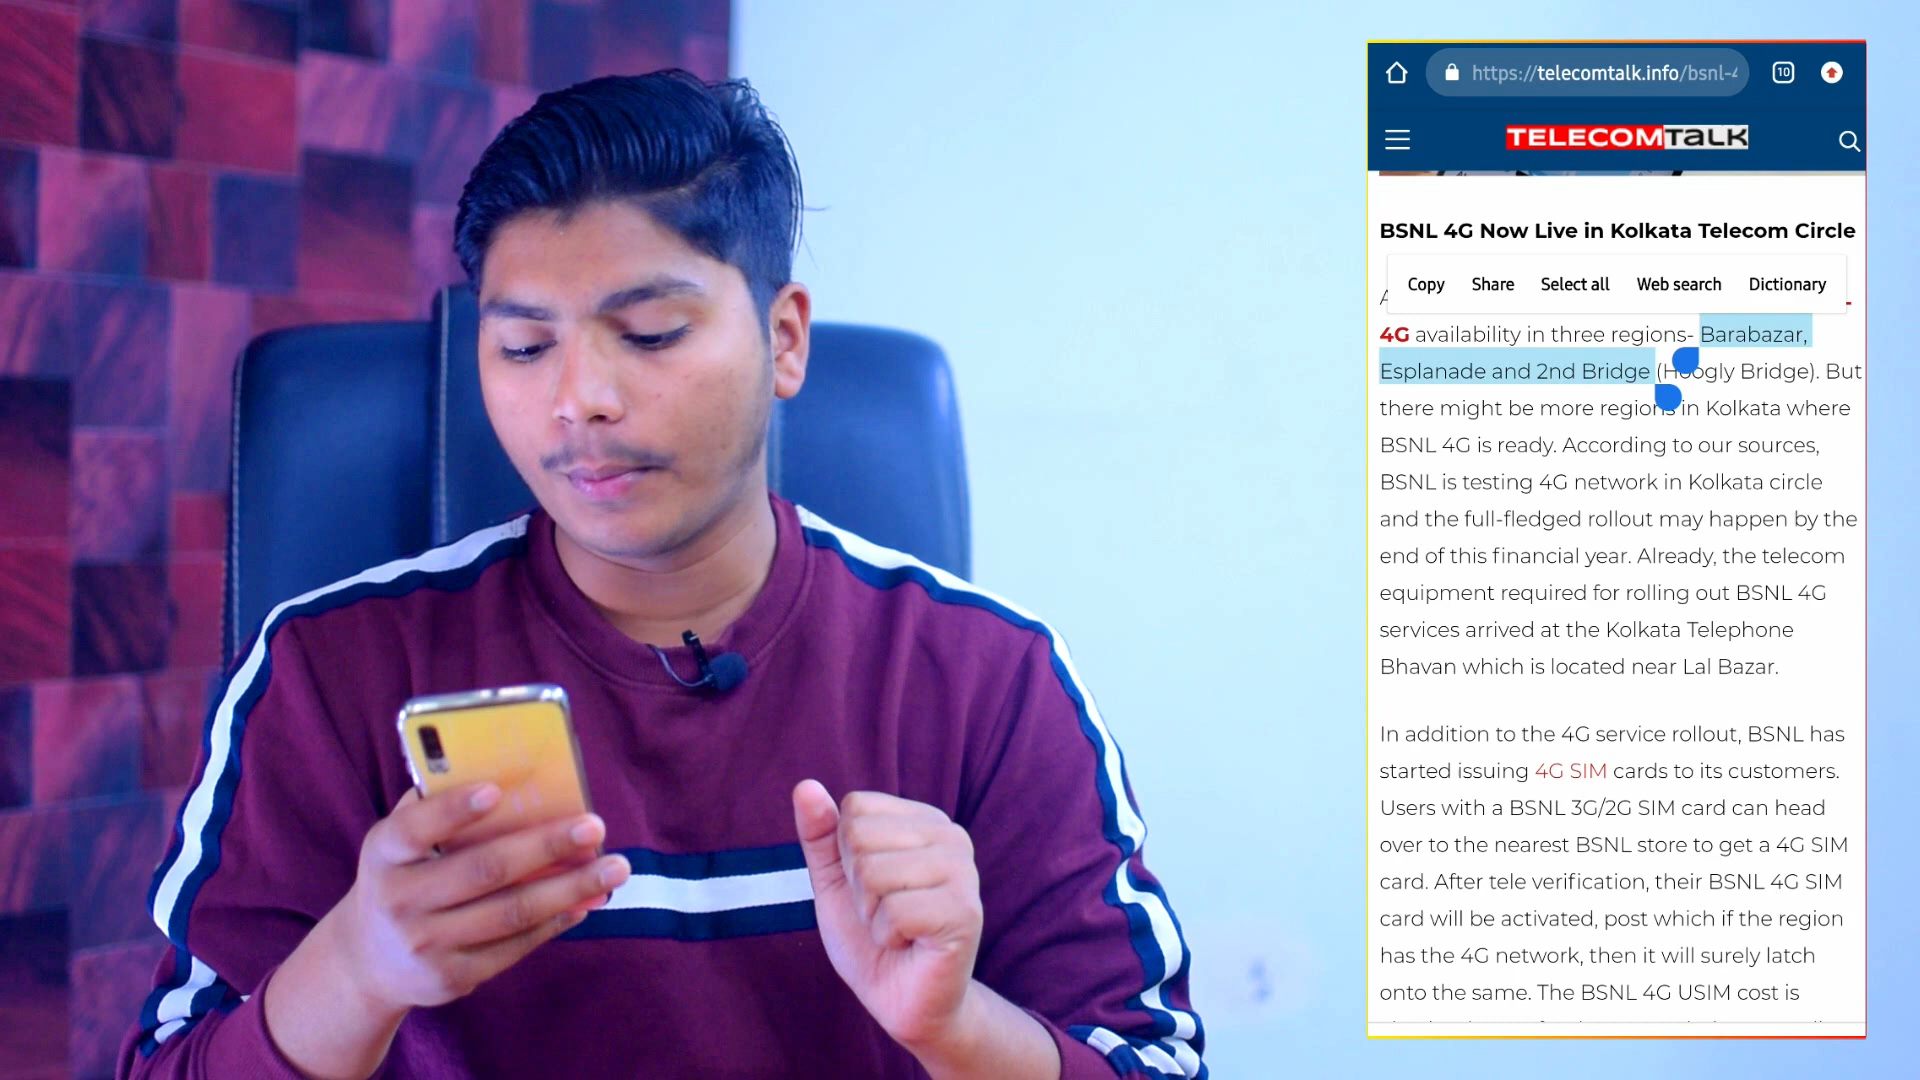 https://telecomtalk.info/bsnl-4
10
TELECOMTALK
BSNL 4G Now Live in Kolkata Telecom Circle
Copy Share Select all Web search Dictionary
4G availability in three regions- Barabazar,
Esplanade and 2nd Bridge (Hoogly Bridge). But
there might be more regions in Kolkata where
BSNL 4G is ready. According to our sources,
BSNL is testing 4G network in Kolkata circle
and the full-fledged rollout may happen by the
end of this financial year. Already, the telecom
equipment required for rolling out BSNL 4G
services arrived at the Kolkata Telephone
Bhavan which is located near Lal Bazar.
In addition to the 4G service rollout, BSNL has
started issuing 4G SIM cards to its customers.
Users with a BSNL 3G/2G SIM card can head
over to the nearest BSNL store to get a 4G SIM
card. After tele verification, their BSNL 4G SIM
card will be activated, post which if the region
has the 4G network, then it will surely latch
onto the same. The BSNL 4G USIM cost is